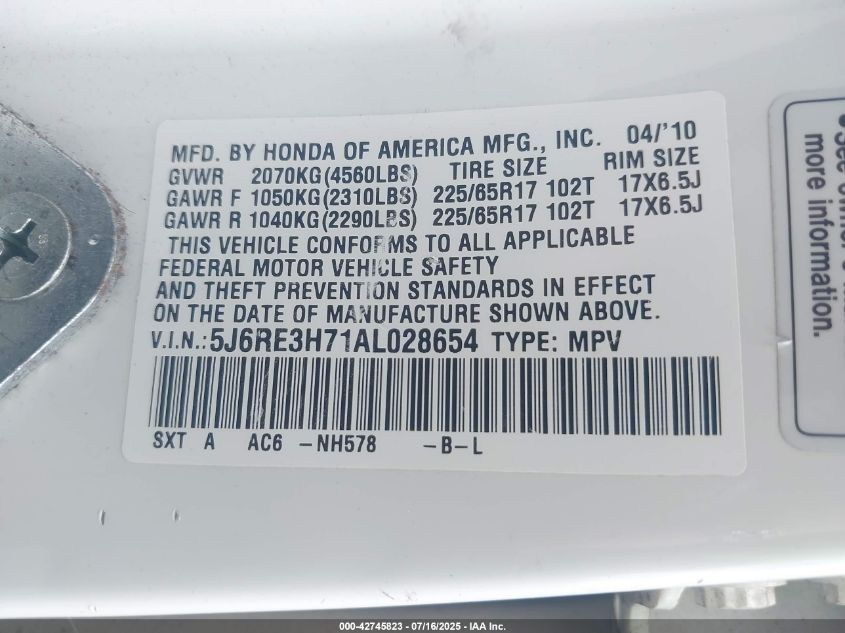 MFD. BY HONDA OF AMERICA MFG., INC. 04/'10
GVWR 2070KG(4560LBS) TIRE SIZE RIM SIZE
GAWR F 1050KG(2310LBS) 225/65R17 102T 17X6.5J
GAWR R 1040KG(2290LBS) 225/65R17 102T 17X6.5J
THIS VEHICLE CONFORMS TO ALL APPLICABLE
FEDERAL MOTOR VEHICLE SAFETY
AND THEFT PREVENTION STANDARDS IN EFFECT
ON THE DATE OF MANUFACTURE SHOWN ABOVE.
V.I.N.:5J6RE3H71AL028654 TYPE: MPV
SXT A AC6 -NH578 -B-L
more information.
000-42745823 - 07/16/2025 - IAA Inc.